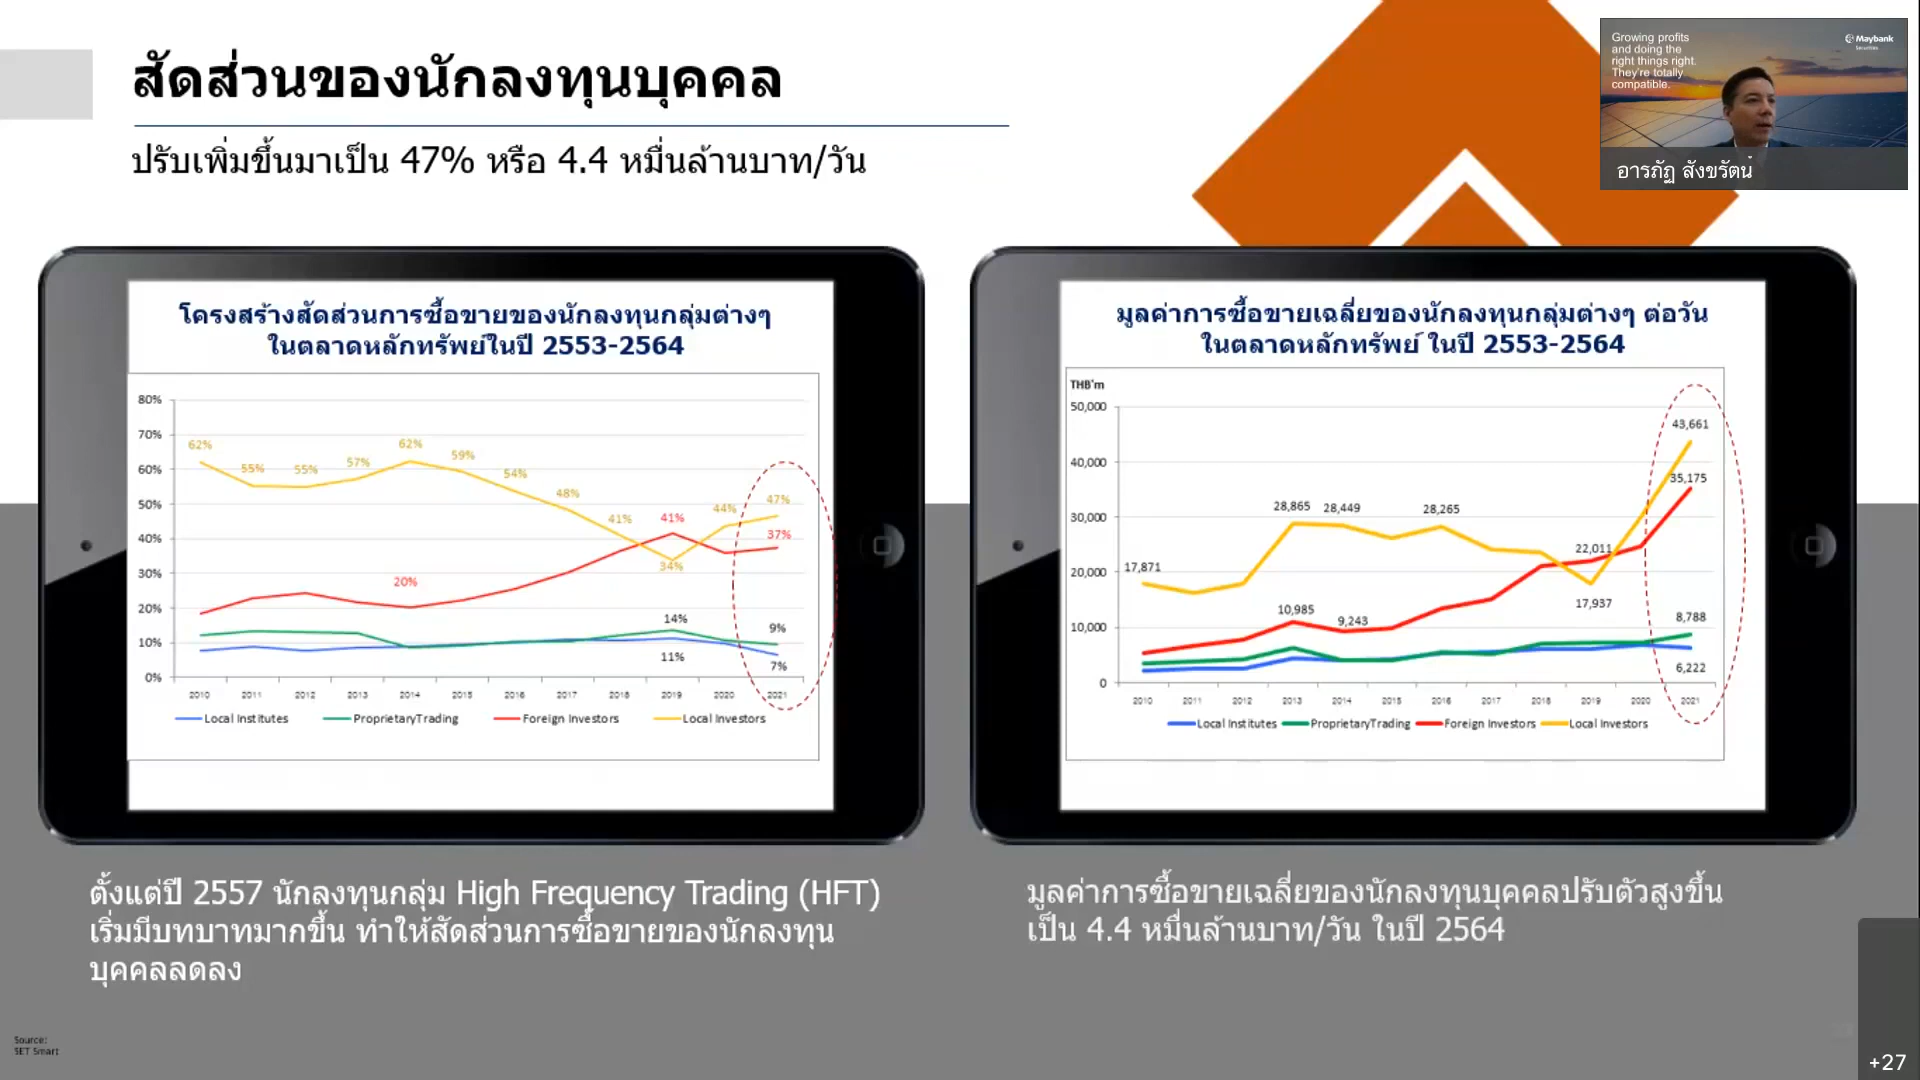 สัดส่วนของนักลงทุนบุคคล
ปรับเพิ่มขึ้นมาเป็น 47% หรือ 4.4 หมื่นล้านบาท/วัน
Growing profits
and doing the
right things right.
They're totally
compatible.
Maybank
Securities
อารภัฏ สังขรัตน์
โครงสร้างสัดส่วนการซื้อขายของนักลงทุนกลุ่มต่างๆ
ในตลาดหลักทรัพย์ในปี 2553-2564
80%
70%
60%
50%
40%
30%
20%
10%
0%
62%
55%
55%
57%
62%
59%
54%
48%
41%
34%
44%
47%
20%
41%
37%
14%
9%
11%
7%
2010 2011 2012 2013 2014 2015 2016 2017 2018 2019 2020 2021
Local Institutes ProprietaryTrading Foreign Investors Local Investors
มูลค่าการซื้อขายเฉลี่ยของนักลงทุนกลุ่มต่างๆ ต่อวัน
ในตลาดหลักทรัพย์ ในปี 2553-2564
THB'm
50,000
40,000
30,000
20,000
10,000
0
17,871
28,865
28,449
28,265
17,937
43,661
10,985
9,243
22,011
35,175
8,788
6,222
2010 2011 2012 2013 2014 2015 2016 2017 2018 2019 2020 2021
Local Institutes ProprietaryTrading Foreign Investors Local Investors
ตั้งแต่ปี 2557 นักลงทุนกลุ่ม High Frequency Trading (HFT)
เริ่มมีบทบาทมากขึ้น ทำให้สัดส่วนการซื้อขายของนักลงทุน
บุคคลลดลง
มูลค่าการซื้อขายเฉลี่ยของนักลงทุนบุคคลปรับตัวสูงขึ้น
เป็น 4.4 หมื่นล้านบาท/วัน ในปี 2564
Source:
SET Smart
+27